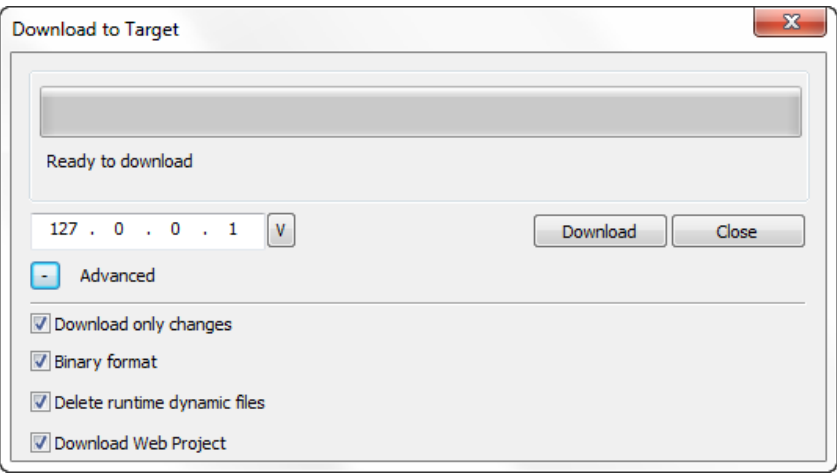 Download to Target
Ready to download
127 . 0 . 0 . 1 V Download Close
- Advanced
Download only changes
Binary format
Delete runtime dynamic files
Download Web Project